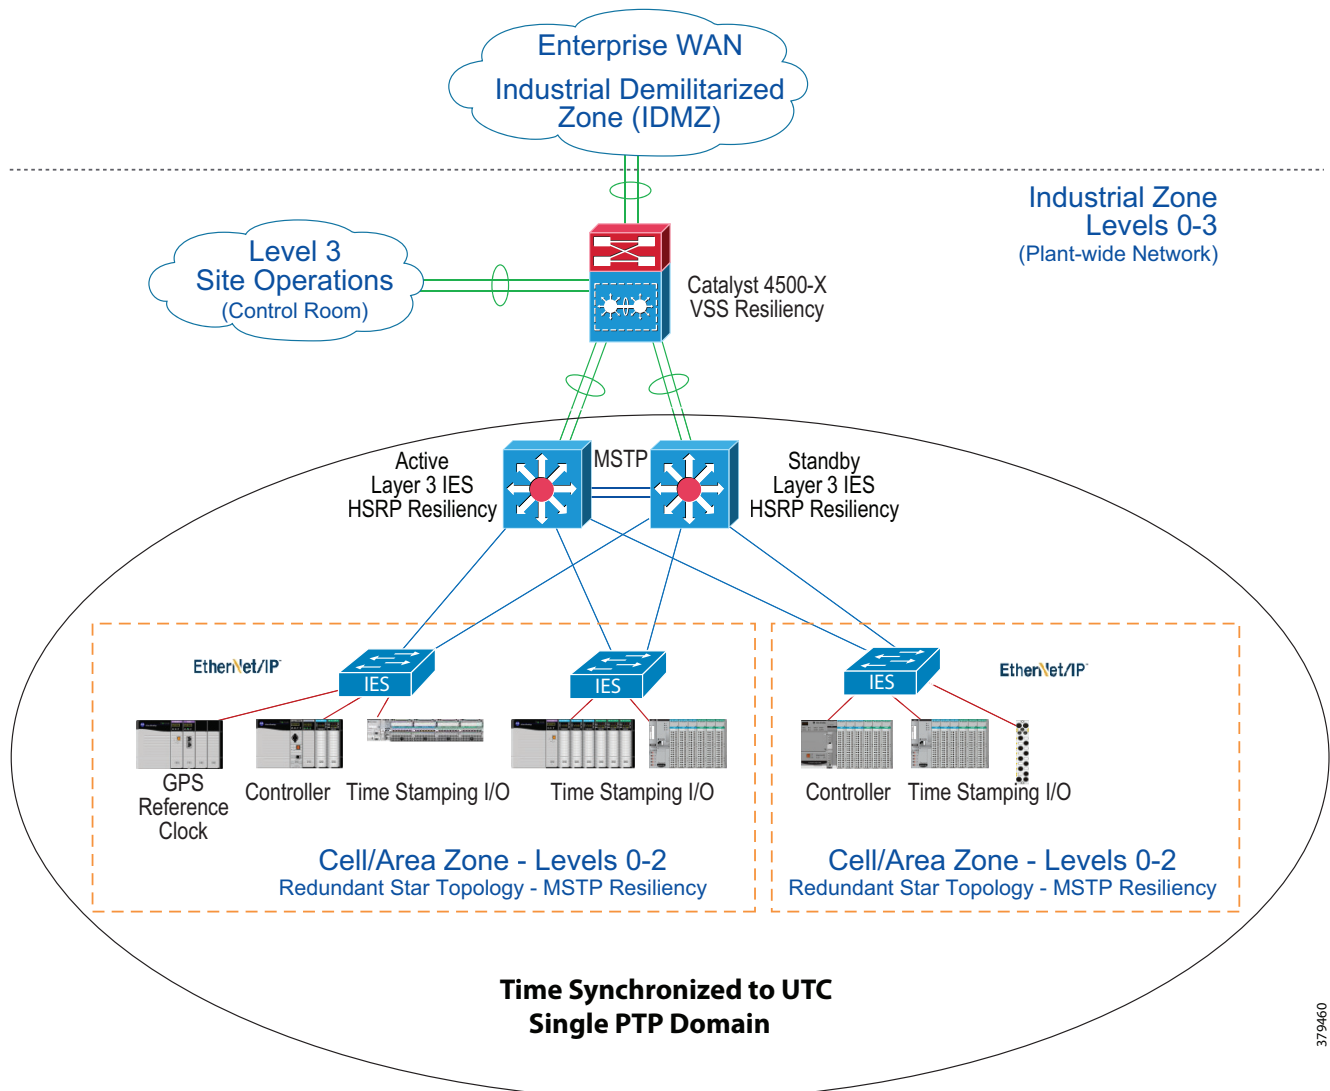 Enterprise WAN
Industrial Demilitarized
Zone (IDMZ)
Industrial Zone
Levels 0-3
(Plant-wide Network)
Level 3
Site Operations
(Control Room)
Catalyst 4500-X
VSS Resiliency
Active
Layer 3 IES
HSRP Resiliency
MSTP
Standby
Layer 3 IES
HSRP Resiliency
EtherNet/IP
IES
IES
IES
EtherNet/IP
GPS
Reference
Clock
Controller
Time Stamping I/O
Time Stamping I/O
Controller
Time Stamping I/O
Cell/Area Zone - Levels 0-2
Redundant Star Topology - MSTP Resiliency
Cell/Area Zone - Levels 0-2
Redundant Star Topology - MSTP Resiliency
Time Synchronized to UTC
Single PTP Domain
379460